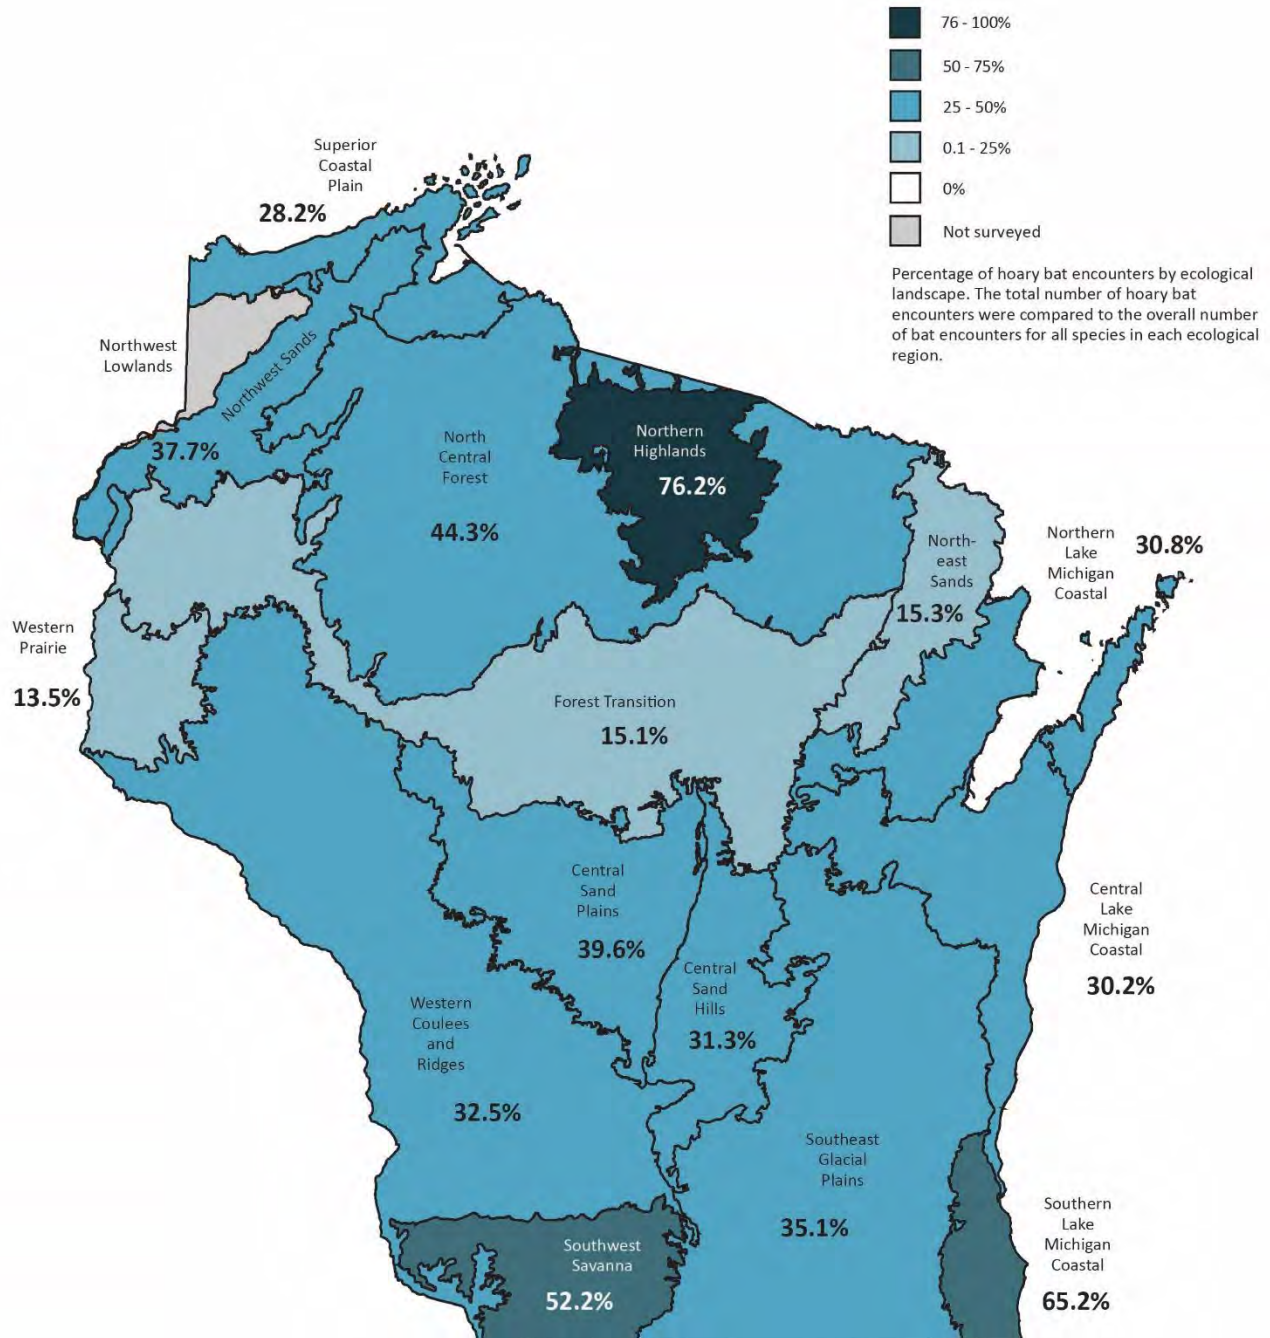 76 - 100%
50 - 75%
25 - 50%
0.1 - 25%
0%
Not surveyed
Percentage of hoary bat encounters by ecological
landscape. The total number of hoary bat
encounters were compared to the overall number
of bat encounters for all species in each ecological
region.
Superior
Coastal
Plain
28.2%
Northwest
Lowlands
Northwest Sands
37.7%
North
Central
Forest
44.3%
Northern
Highlands
76.2%
North-
east
Sands
15.3%
Northern
Lake
Michigan
Coastal
30.8%
Western
Prairie
13.5%
Forest Transition
15.1%
Central
Sand
Plains
39.6%
Central
Sand
Hills
31.3%
Central
Lake
Michigan
Coastal
30.2%
Western
Coulees
and
Ridges
32.5%
Southeast
Glacial
Plains
35.1%
Southwest
Savanna
52.2%
Southern
Lake
Michigan
Coastal
65.2%